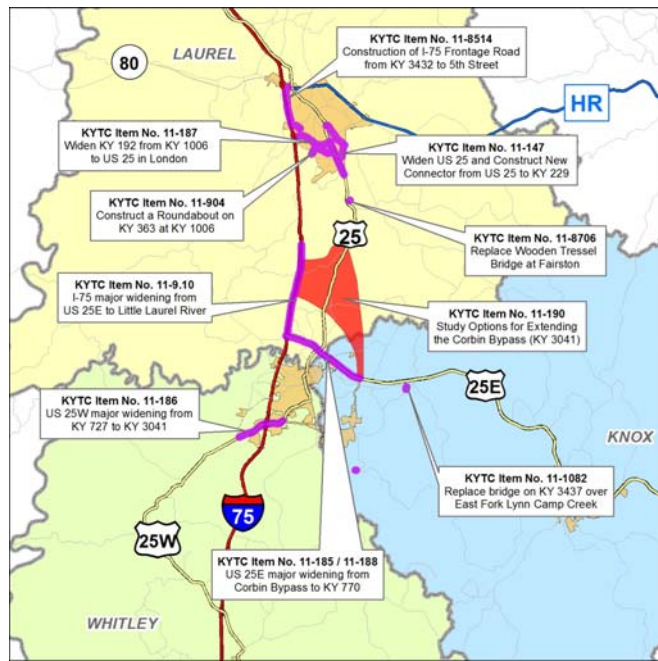 LAUREL
80
KYTC Item No. 11-8514
Construction of I-75 Frontage Road
from KY 3432 to 5th Street
HR
KYTC Item No. 11-187
Widen KY 192 from KY 1006
to US 25 in London
KYTC Item No. 11-147
Widen US 25 and Construct New
Connector from US 25 to KY 229
KYTC Item No. 11-904
Construct a Roundabout on
KY 363 at KY 1006
25
KYTC Item No. 11-8706
Replace Wooden Tressel
Bridge at Fairston
KYTC Item No. 11-9.10
I-75 major widening from
US 25E to Little Laurel River
KYTC Item No. 11-190
Study Options for Extending
the Corbin Bypass (KY 3041)
KYTC Item No. 11-186
US 25W major widening from
KY 727 to KY 3041
25E
KNOX
KYTC Item No. 11-1082
Replace bridge on KY 3437 over
East Fork Lynn Camp Creek
75
25W
KYTC Item No. 11-185 / 11-188
US 25E major widening from
Corbin Bypass to KY 770
WHITLEY